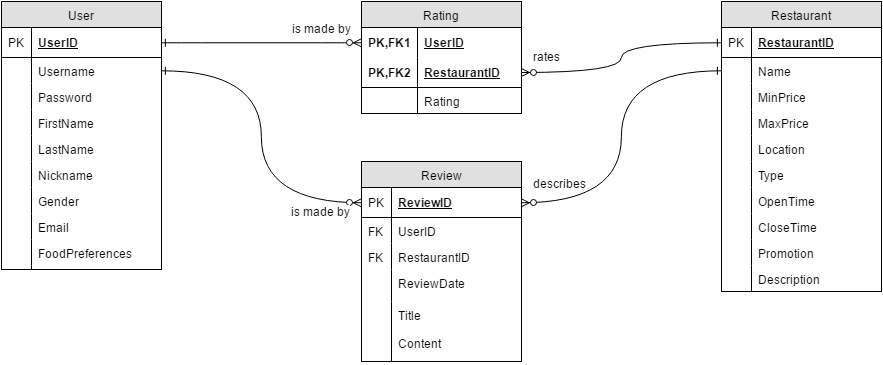 User
PK UserID
Username
Password
FirstName
LastName
Nickname
Gender
Email
FoodPreferences
is made by
is made by
Rating
PK,FK1 UserID
PK,FK2 RestaurantID
Rating
Review
PK ReviewID
FK UserID
FK RestaurantID
ReviewDate
Title
Content
rates
describes
Restaurant
PK RestaurantID
Name
MinPrice
MaxPrice
Location
Type
OpenTime
CloseTime
Promotion
Description